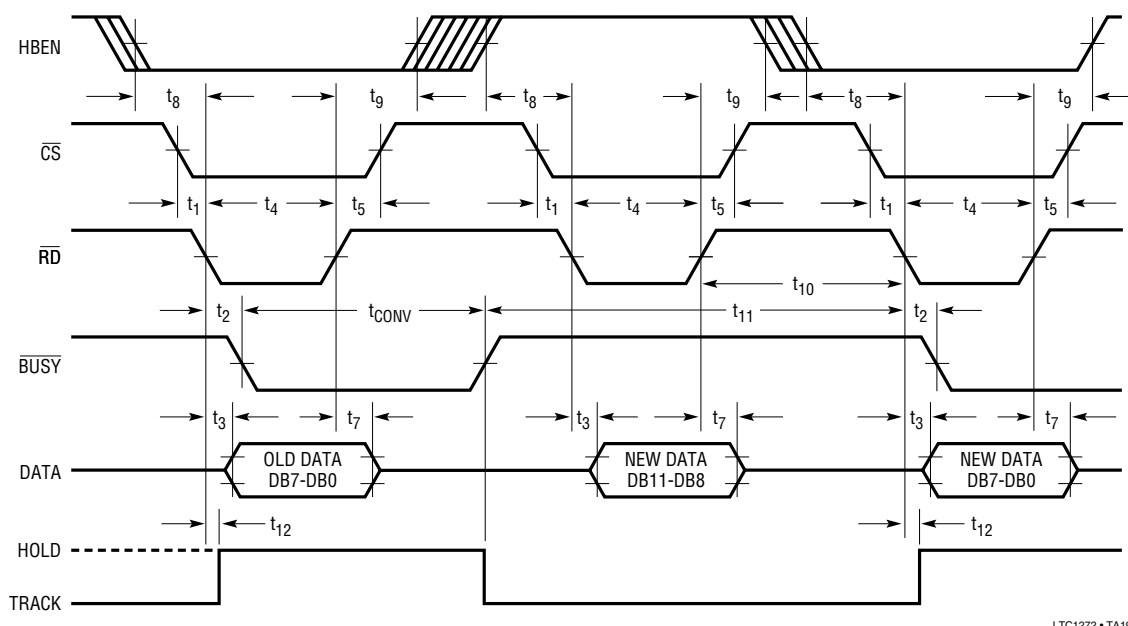 HBEN
t8 t9 t8 t9 t8 t9
CS
t1 t4 t5 t1 t4 t5 t1 t4 t5
RD
t10
t2 tCONV t11 t2
BUSY
t3 t7 t3 t7 t3 t7
DATA
OLD DATA
DB7-DB0
NEW DATA
DB11-DB8
NEW DATA
DB7-DB0
t12 t12
HOLD
TRACK